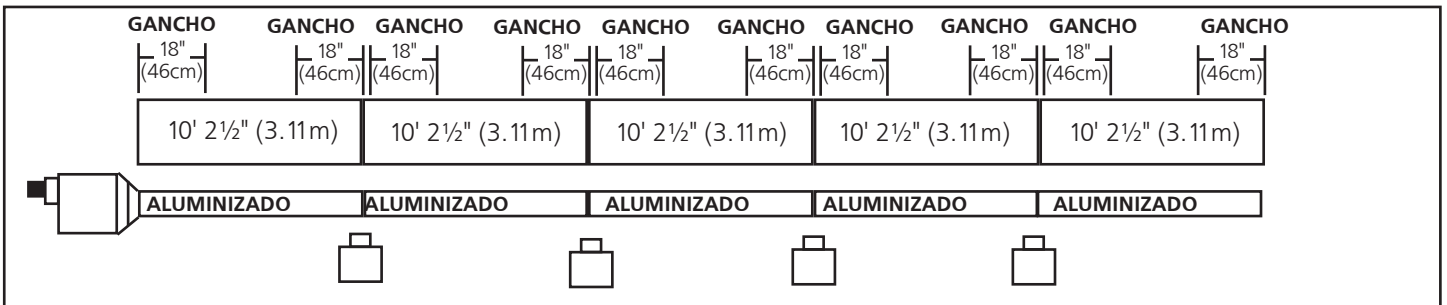 GANCHO GANCHO GANCHO GANCHO GANCHO GANCHO GANCHO GANCHO GANCHO GANCHO
18" 18" 18" 18" 18" 18" 18" 18" 18" 18"
(46cm) (46cm) (46cm) (46cm) (46cm) (46cm) (46cm) (46cm) (46cm) (46cm)
10' 2½" (3.11m) 10' 2½" (3.11m) 10' 2½" (3.11m) 10' 2½" (3.11m) 10' 2½" (3.11m)
ALUMINIZADO ALUMINIZADO ALUMINIZADO ALUMINIZADO ALUMINIZADO